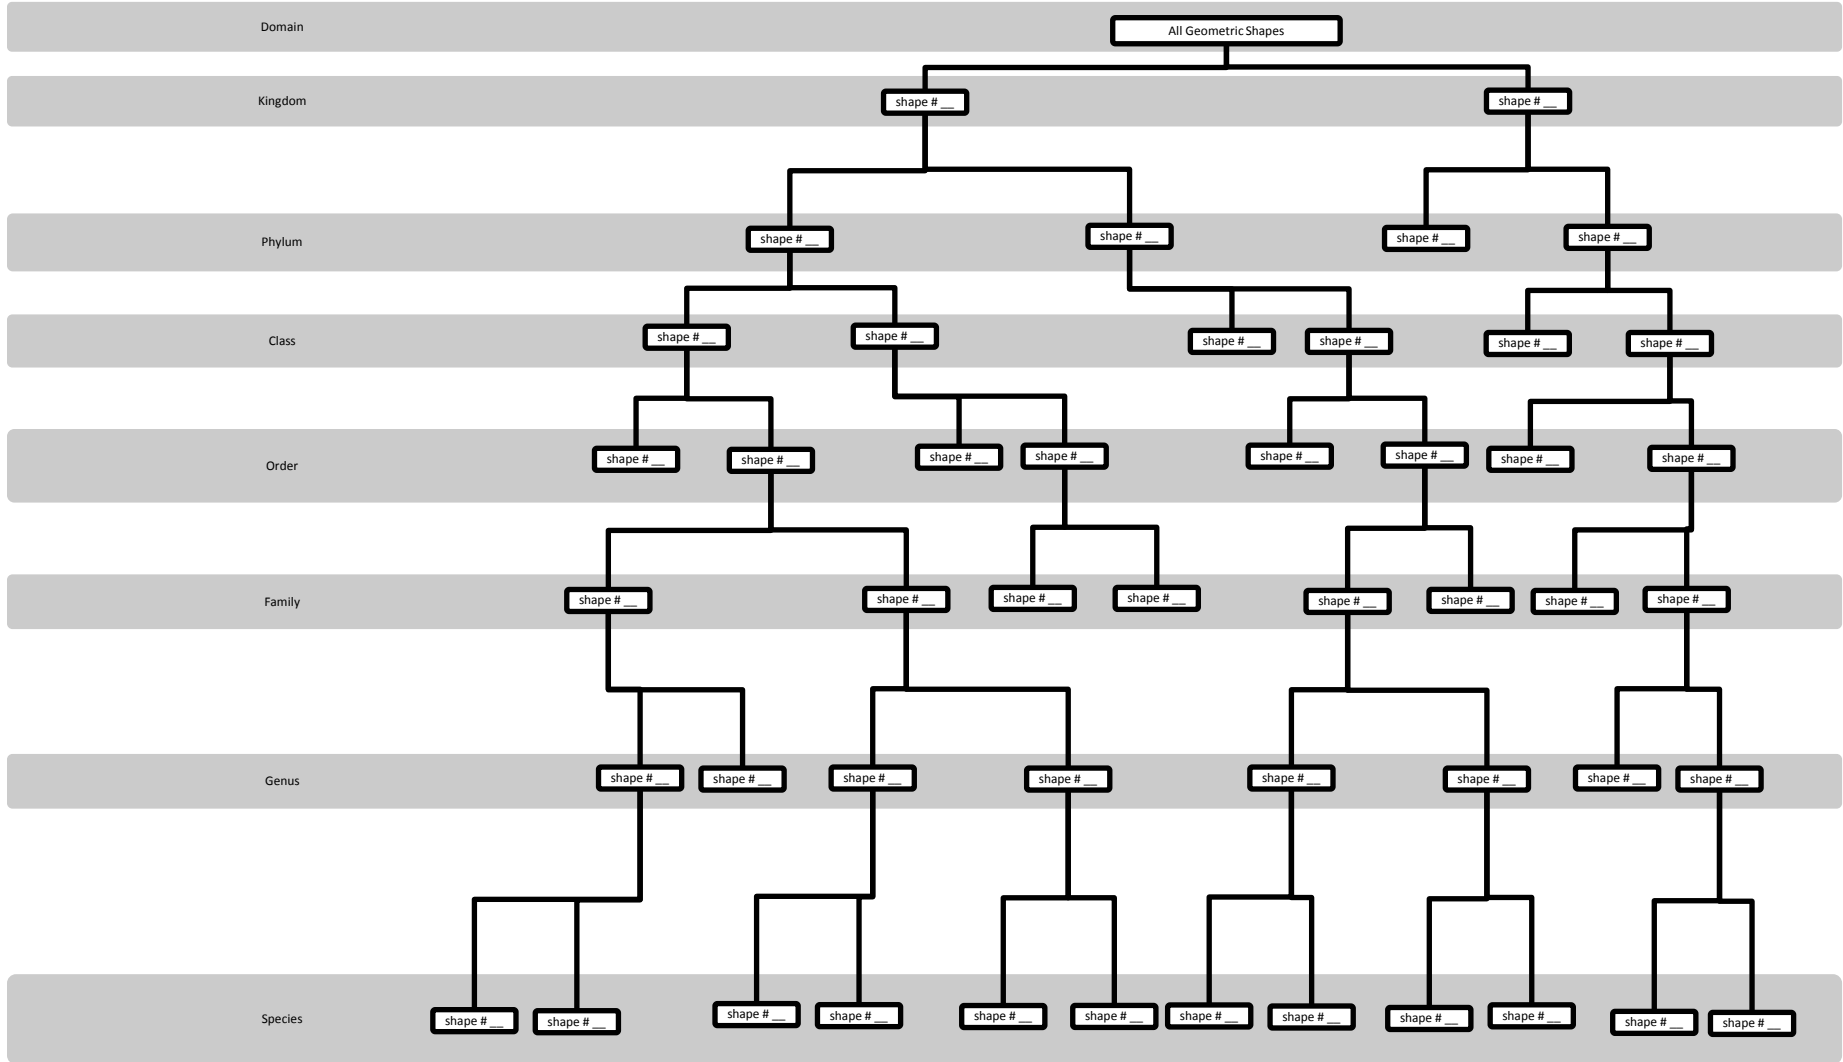 Domain
All Geometric Shapes
Kingdom
shape # __
shape # __
Phylum
shape # __
shape # __
shape # __
shape # __
Class
shape # __
shape # __
shape # __
shape # __
shape # __
shape # __
Order
shape # __
shape # __
shape # __
shape # __
shape # __
shape # __
shape # __
shape # __
Family
shape # __
shape # __
shape # __
shape # __
shape # __
shape # __
shape # __
shape # __
Genus
shape # __
shape # __
shape # __
shape # __
shape # __
shape # __
shape # __
shape # __
Species
shape # __
shape # __
shape # __
shape # __
shape # __
shape # __
shape # __
shape # __
shape # __
shape # __
shape # __
shape # __